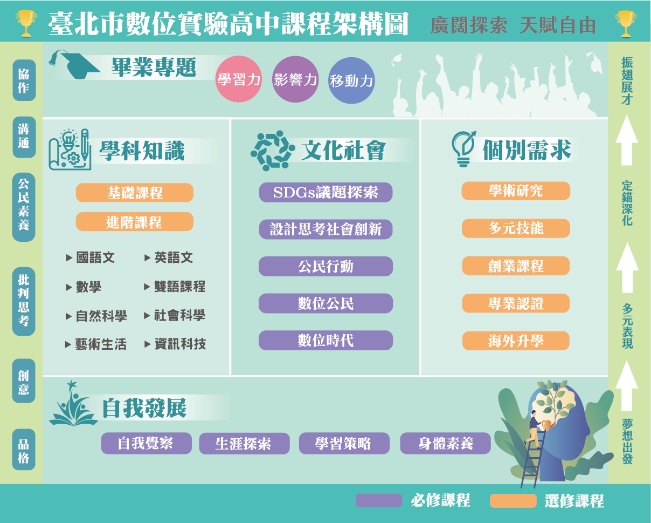 臺北市數位實驗高中課程架構圖
廣闊探索 天賦自由
協作
溝通
公民素養
批判思考
創意
品格
畢業專題
學習力
影響力
移動力
學科知識
基礎課程
進階課程
國語文
英語文
數學
雙語課程
自然科學
社會科學
藝術生活
資訊科技
文化社會
SDGs議題探索
設計思考社會創新
公民行動
數位公民
數位時代
個別需求
學術研究
多元技能
創業課程
專業認證
海外升學
自我發展
自我覺察
生涯探索
學習策略
身體素養
振翅展才
定錨深化
多元表現
夢想出發
必修課程
選修課程